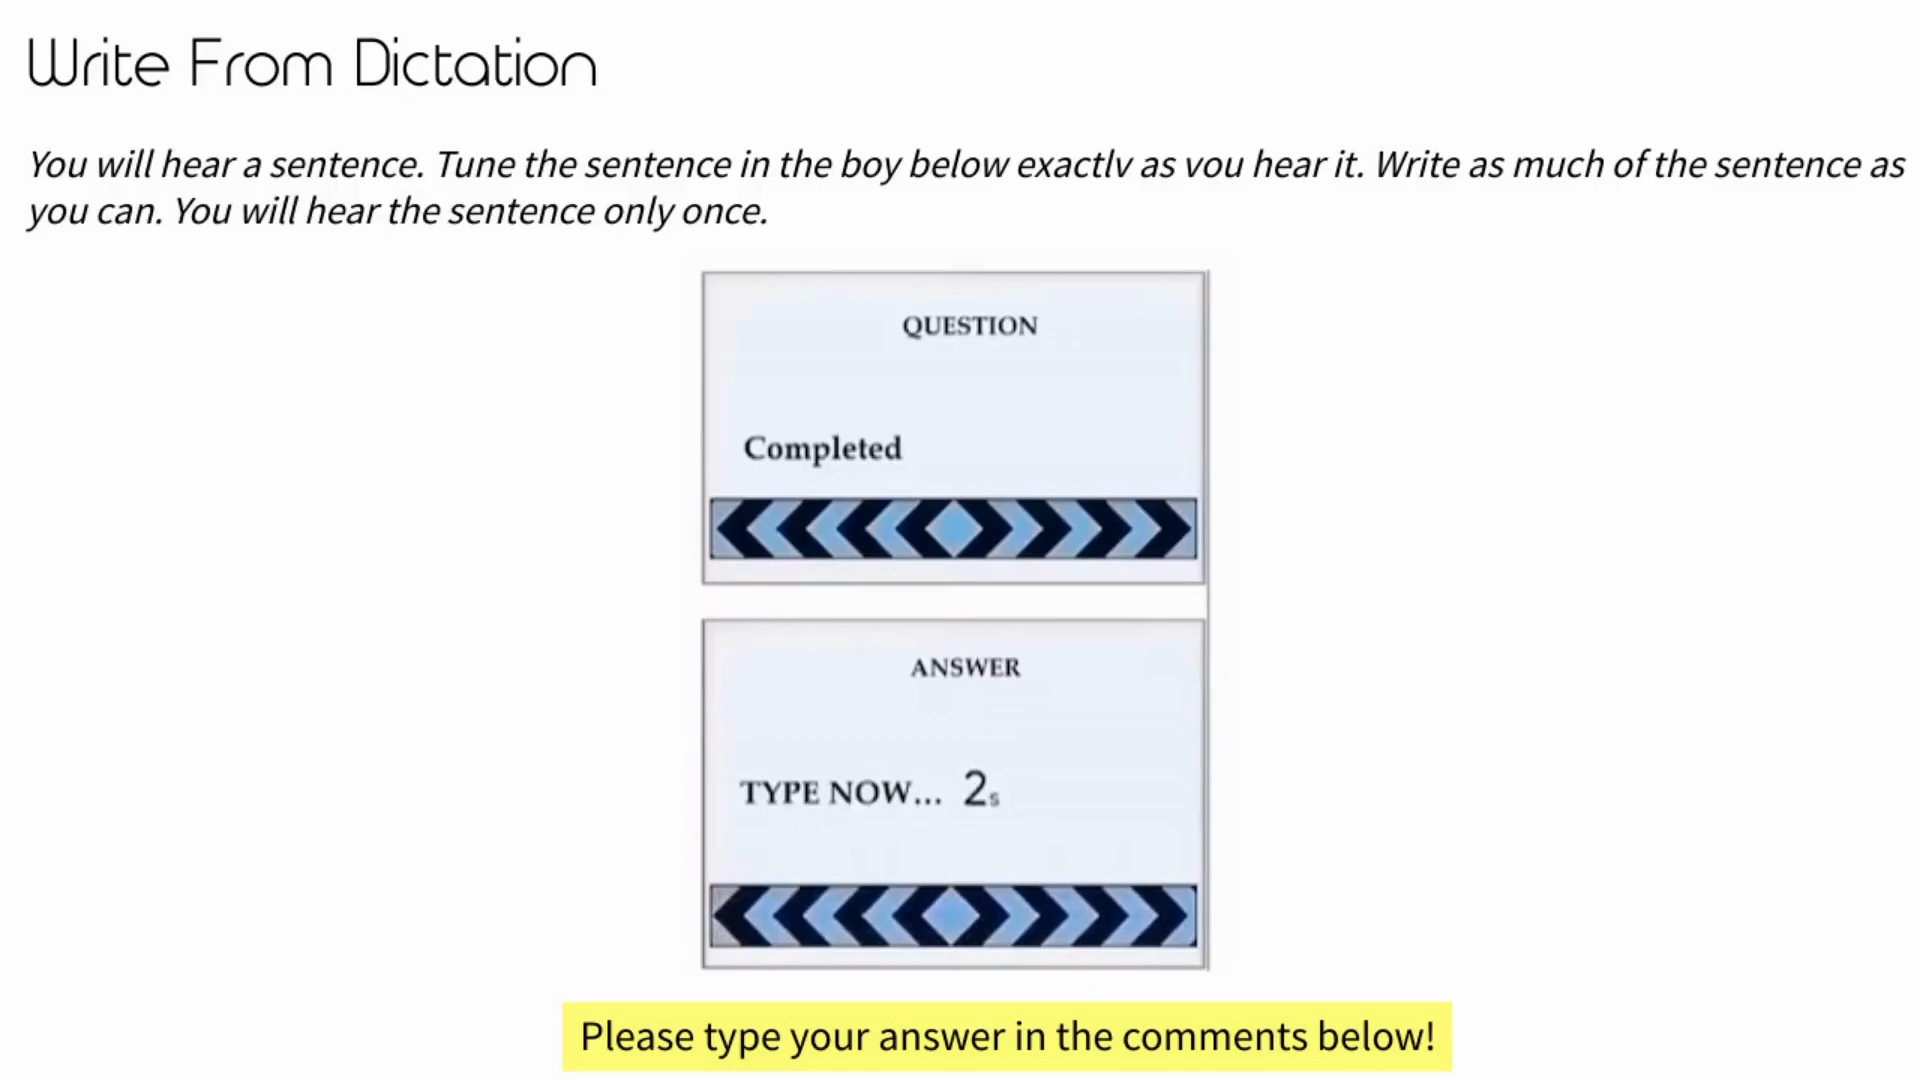 Write From Dictation
You will hear a sentence. Tune the sentence in the boy below exactlv as vou hear it. Write as much of the sentence as
you can. You will hear the sentence only once.
QUESTION
Completed
ANSWER
TYPE NOW... 2s
Please type your answer in the comments below!